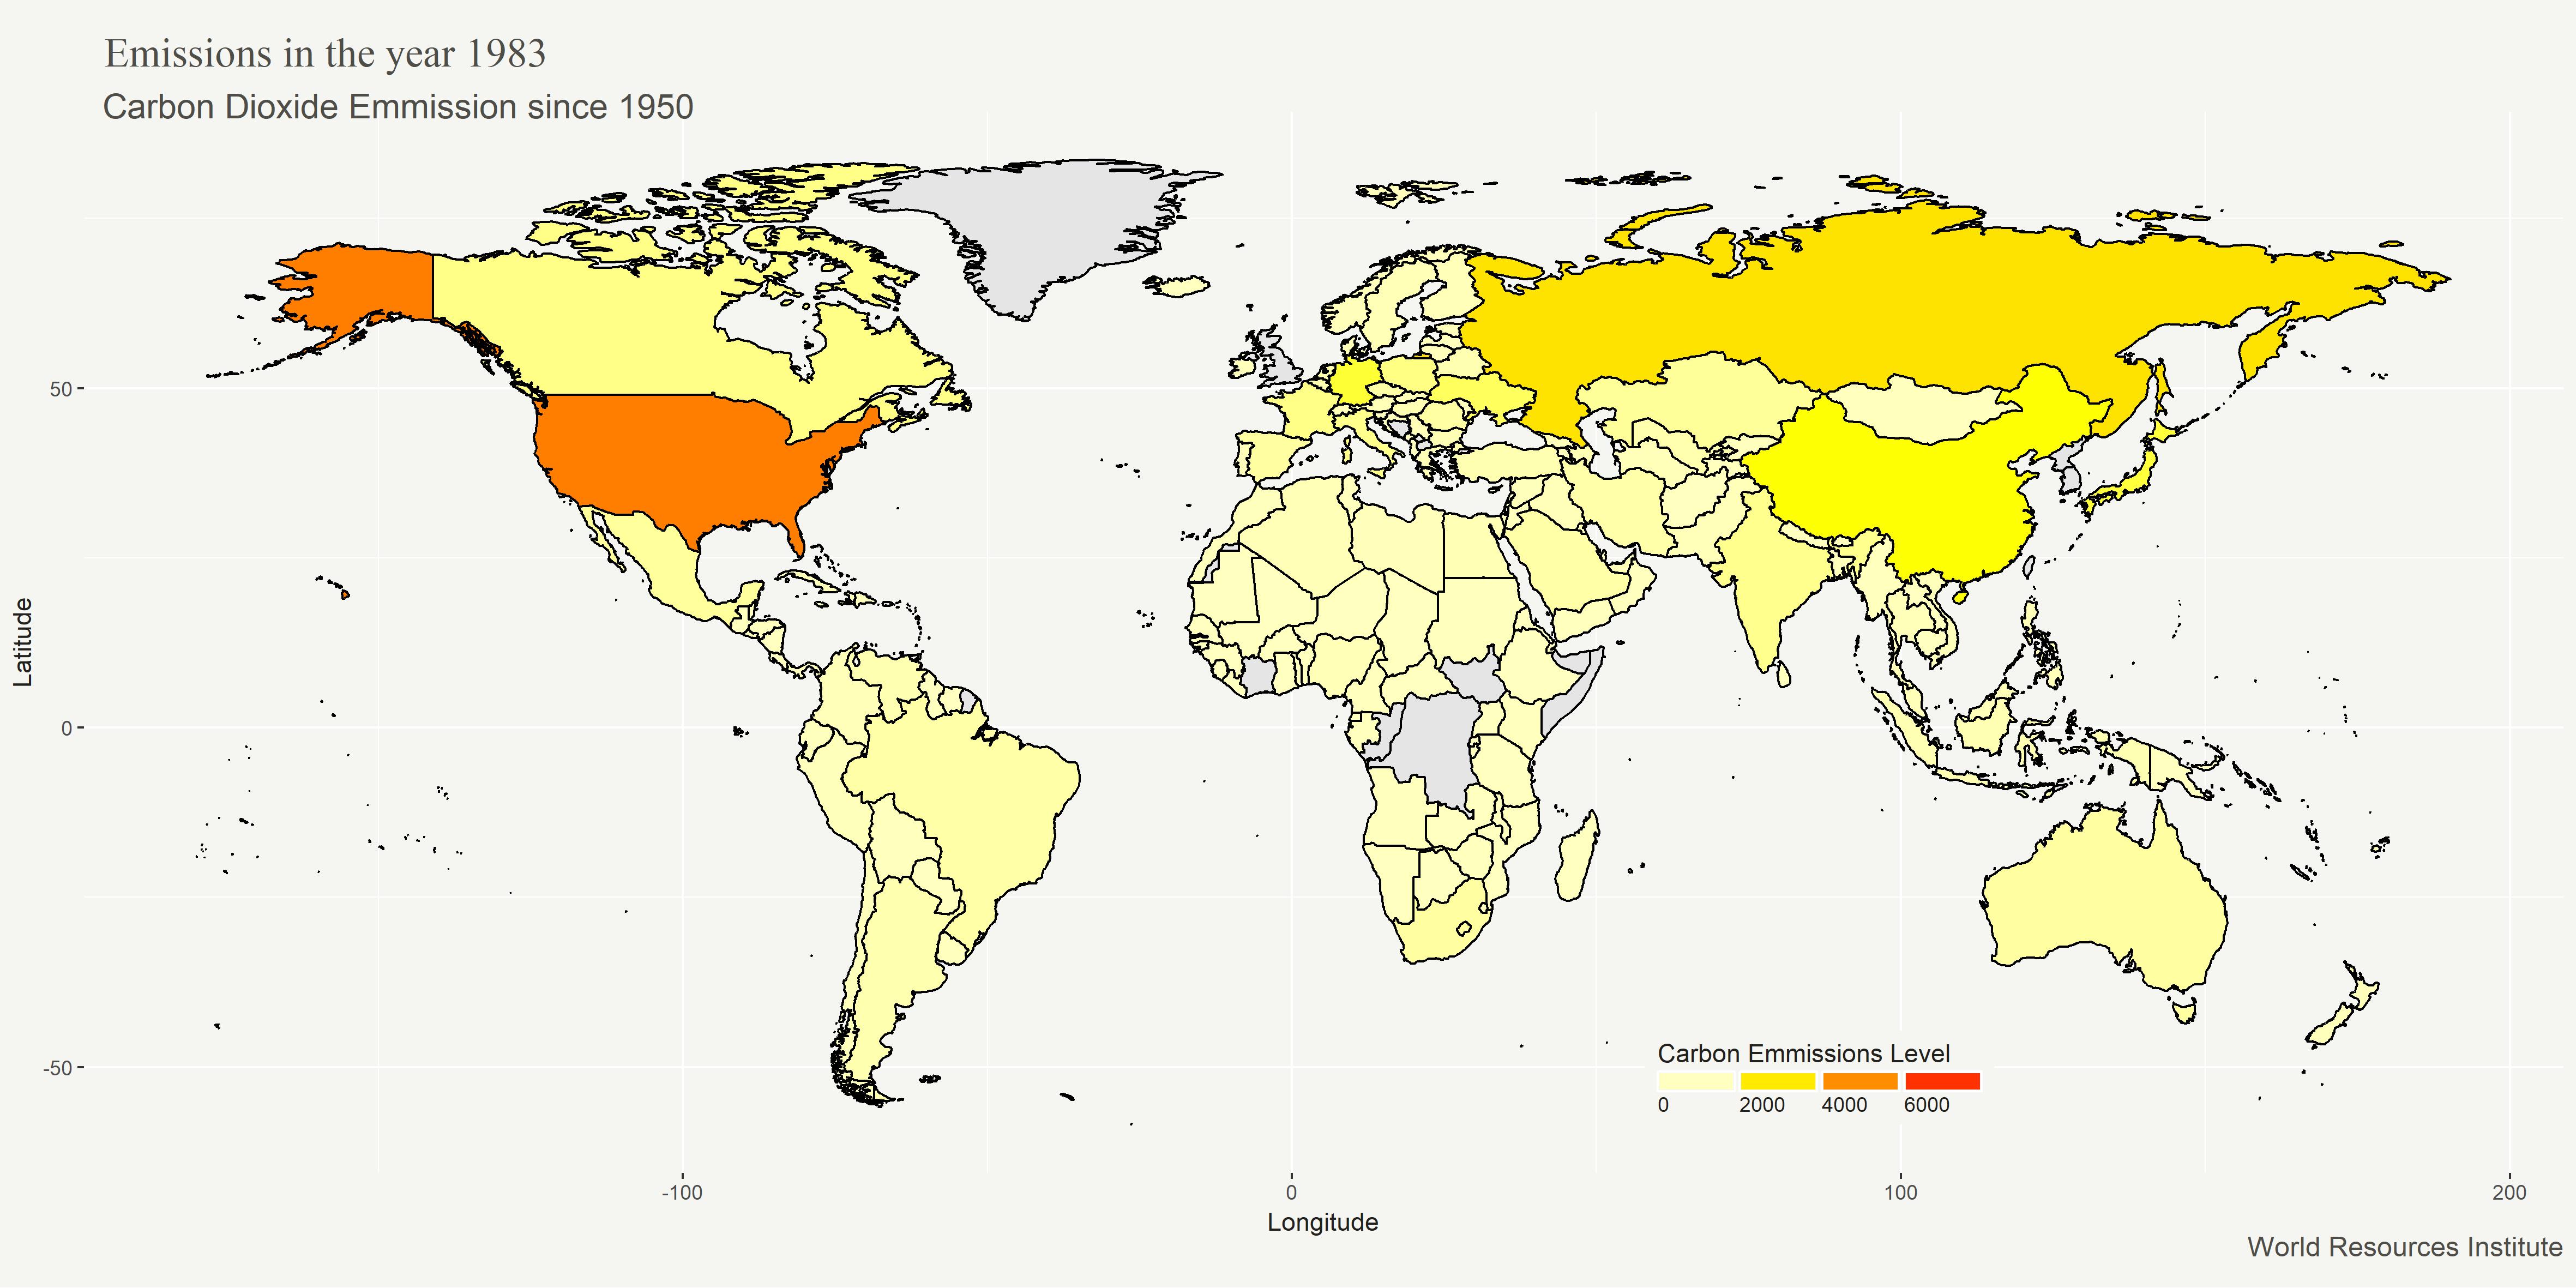 Emissions in the year 1983
Carbon Dioxide Emmission since 1950
Latitude
50
0
-50
Carbon Emmissions Level
0 2000 4000 6000
-100 0 100 200
Longitude
World Resources Institute